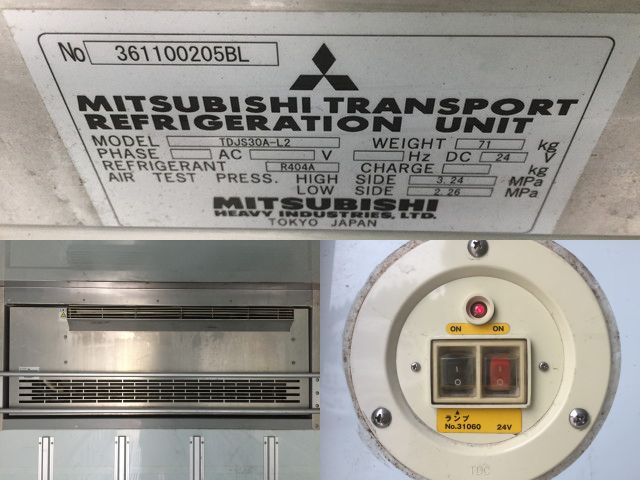 No 361100205BL
MITSUBISHI TRANSPORT
REFRIGERATION UNIT
MODEL TDJS30A-L2 WEIGHT 71 kg
PHASE AC V Hz DC 24 V
REFRIGERANT R404A CHARGE kg
AIR TEST PRESS. HIGH SIDE 3.24 MPa
LOW SIDE 2.26 MPa
MITSUBISHI
HEAVY INDUSTRIES, LTD.
TOKYO JAPAN
ON ON
I I
O O
ランプ
No.31060 24V
TDC